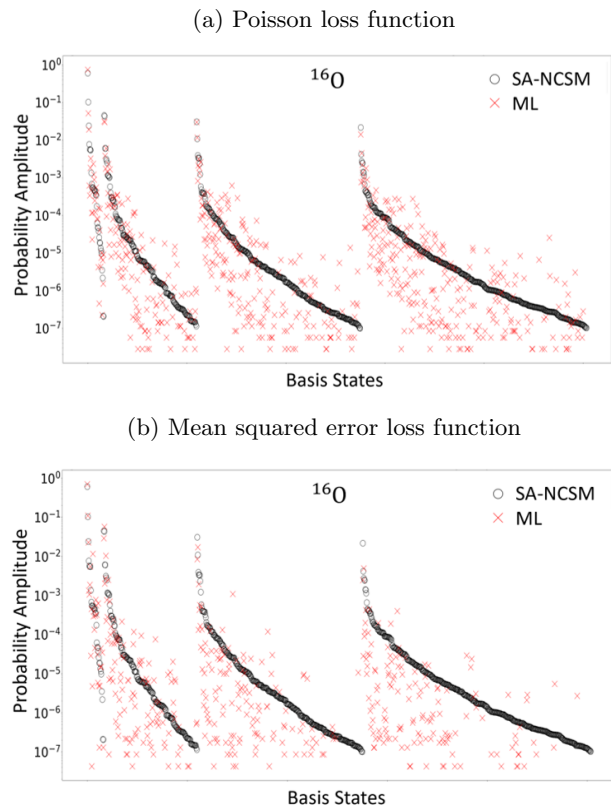 (a) Poisson loss function
¹⁶O
SA-NCSM
ML
Probability Amplitude
10⁰
10⁻¹
10⁻²
10⁻³
10⁻⁴
10⁻⁵
10⁻⁶
10⁻⁷
Basis States
(b) Mean squared error loss function
¹⁶O
SA-NCSM
ML
Probability Amplitude
10⁰
10⁻¹
10⁻²
10⁻³
10⁻⁴
10⁻⁵
10⁻⁶
10⁻⁷
Basis States